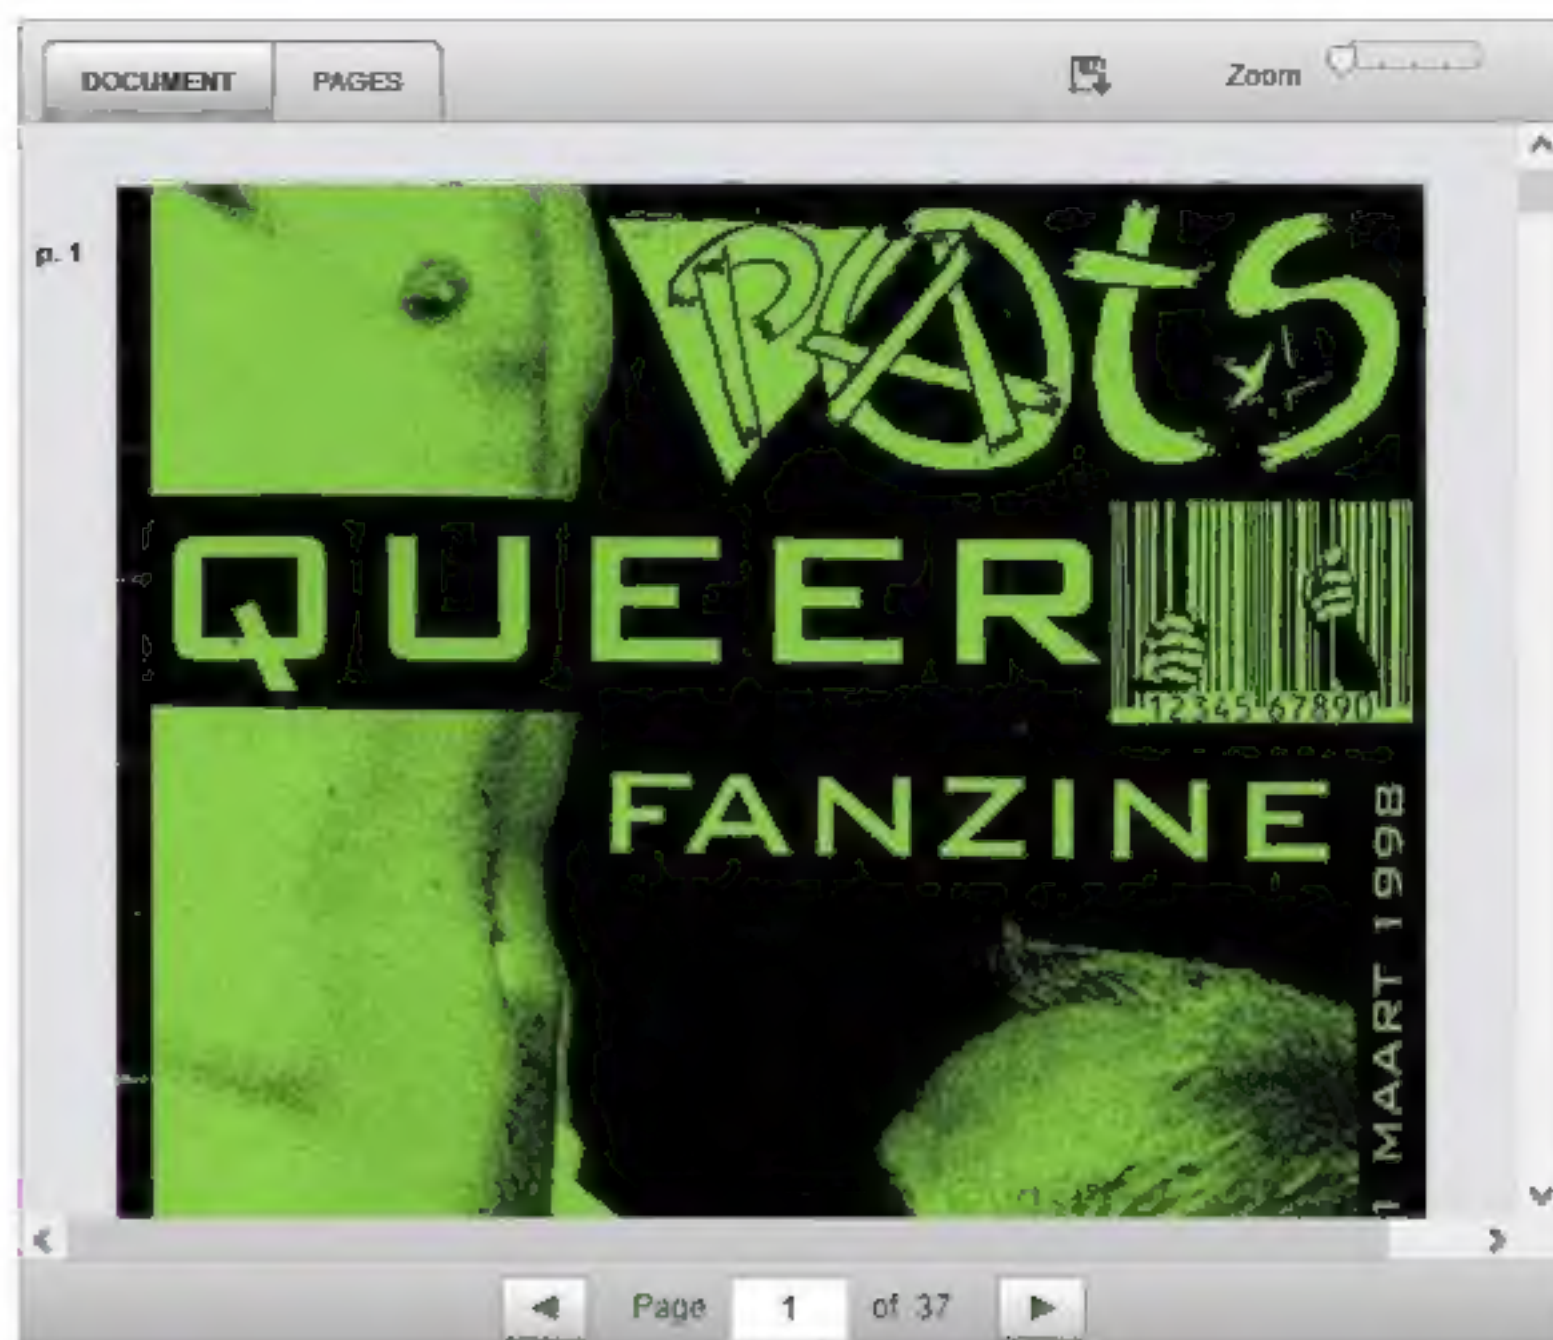 DOCUMENT PAGES Zoom
p. 1
RAts
QUEER
12345 67890
FANZINE
1 MAART 1998
Page 1 of 37